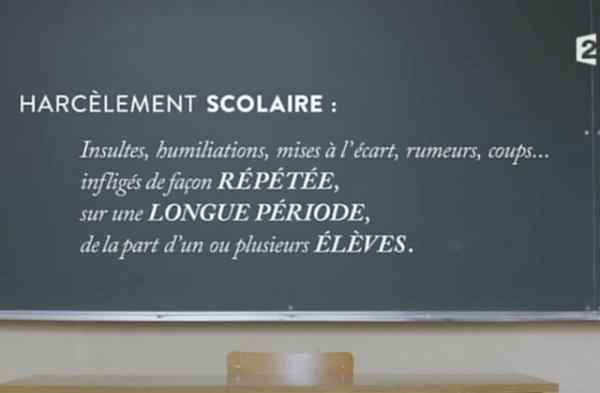 HARCÈLEMENT SCOLAIRE :
Insultes, humiliations, mises à l'écart, rumeurs, coups...
infligés de façon RÉPÉTÉE,
sur une LONGUE PÉRIODE,
de la part d'un ou plusieurs ÉLÈVES.
2